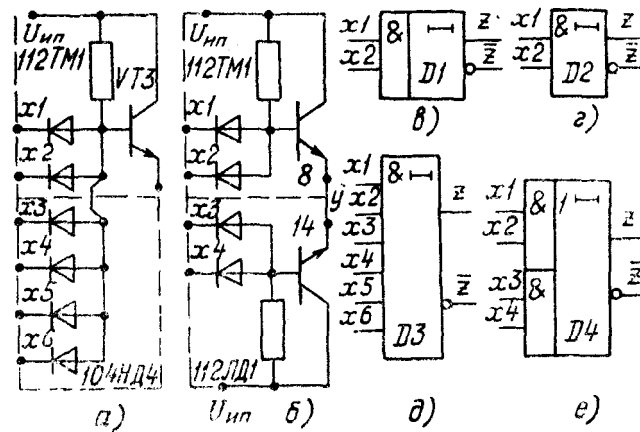 Uип
112ТМ1
VT3
x1
x2
x3
x4
x5
x6
104НД4
а)
Uип
112ТМ1
x1
x2
8
y
x3
14
x4
112ЛД1
Uип
б)
x1
x2
&
D1
z
z̅
в)
x1
x2
&
D2
z
z̅
г)
x1
x2
x3
x4
x5
x6
&
D3
z
z̅
д)
x1
x2
x3
x4
&
&
1
D4
z
z̅
е)